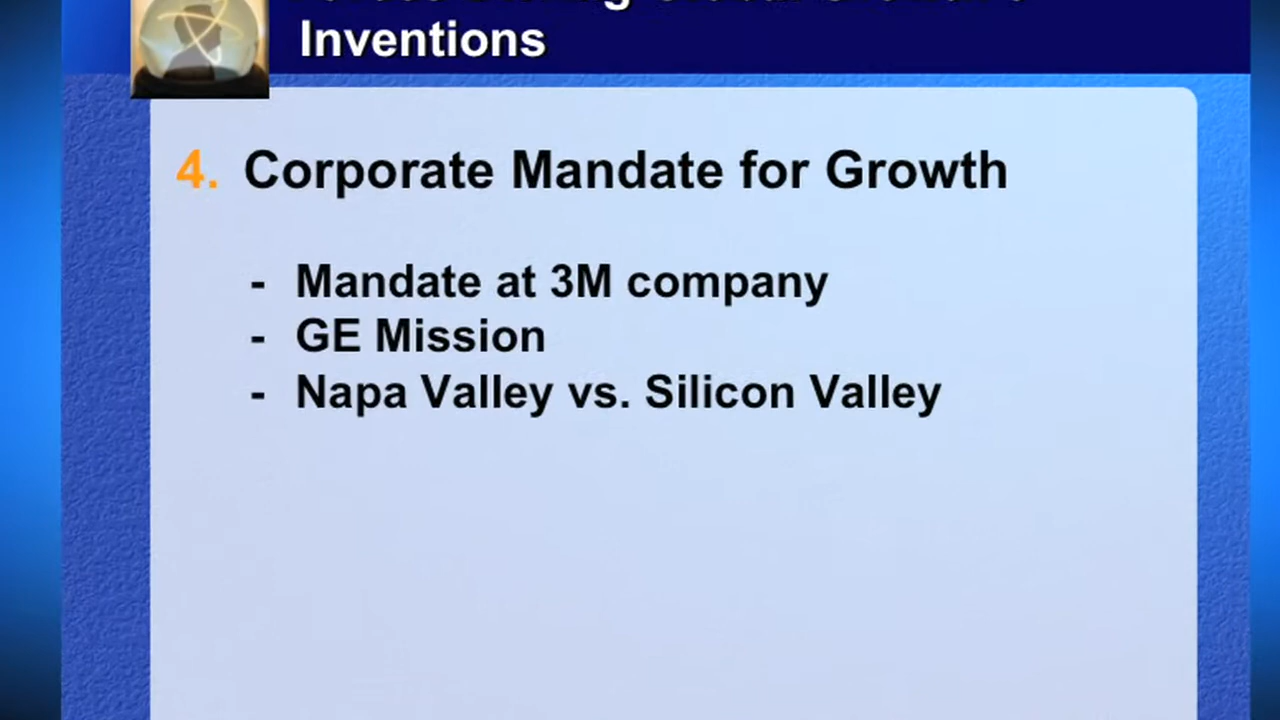 Inventions
4. Corporate Mandate for Growth
- Mandate at 3M company
- GE Mission
- Napa Valley vs. Silicon Valley